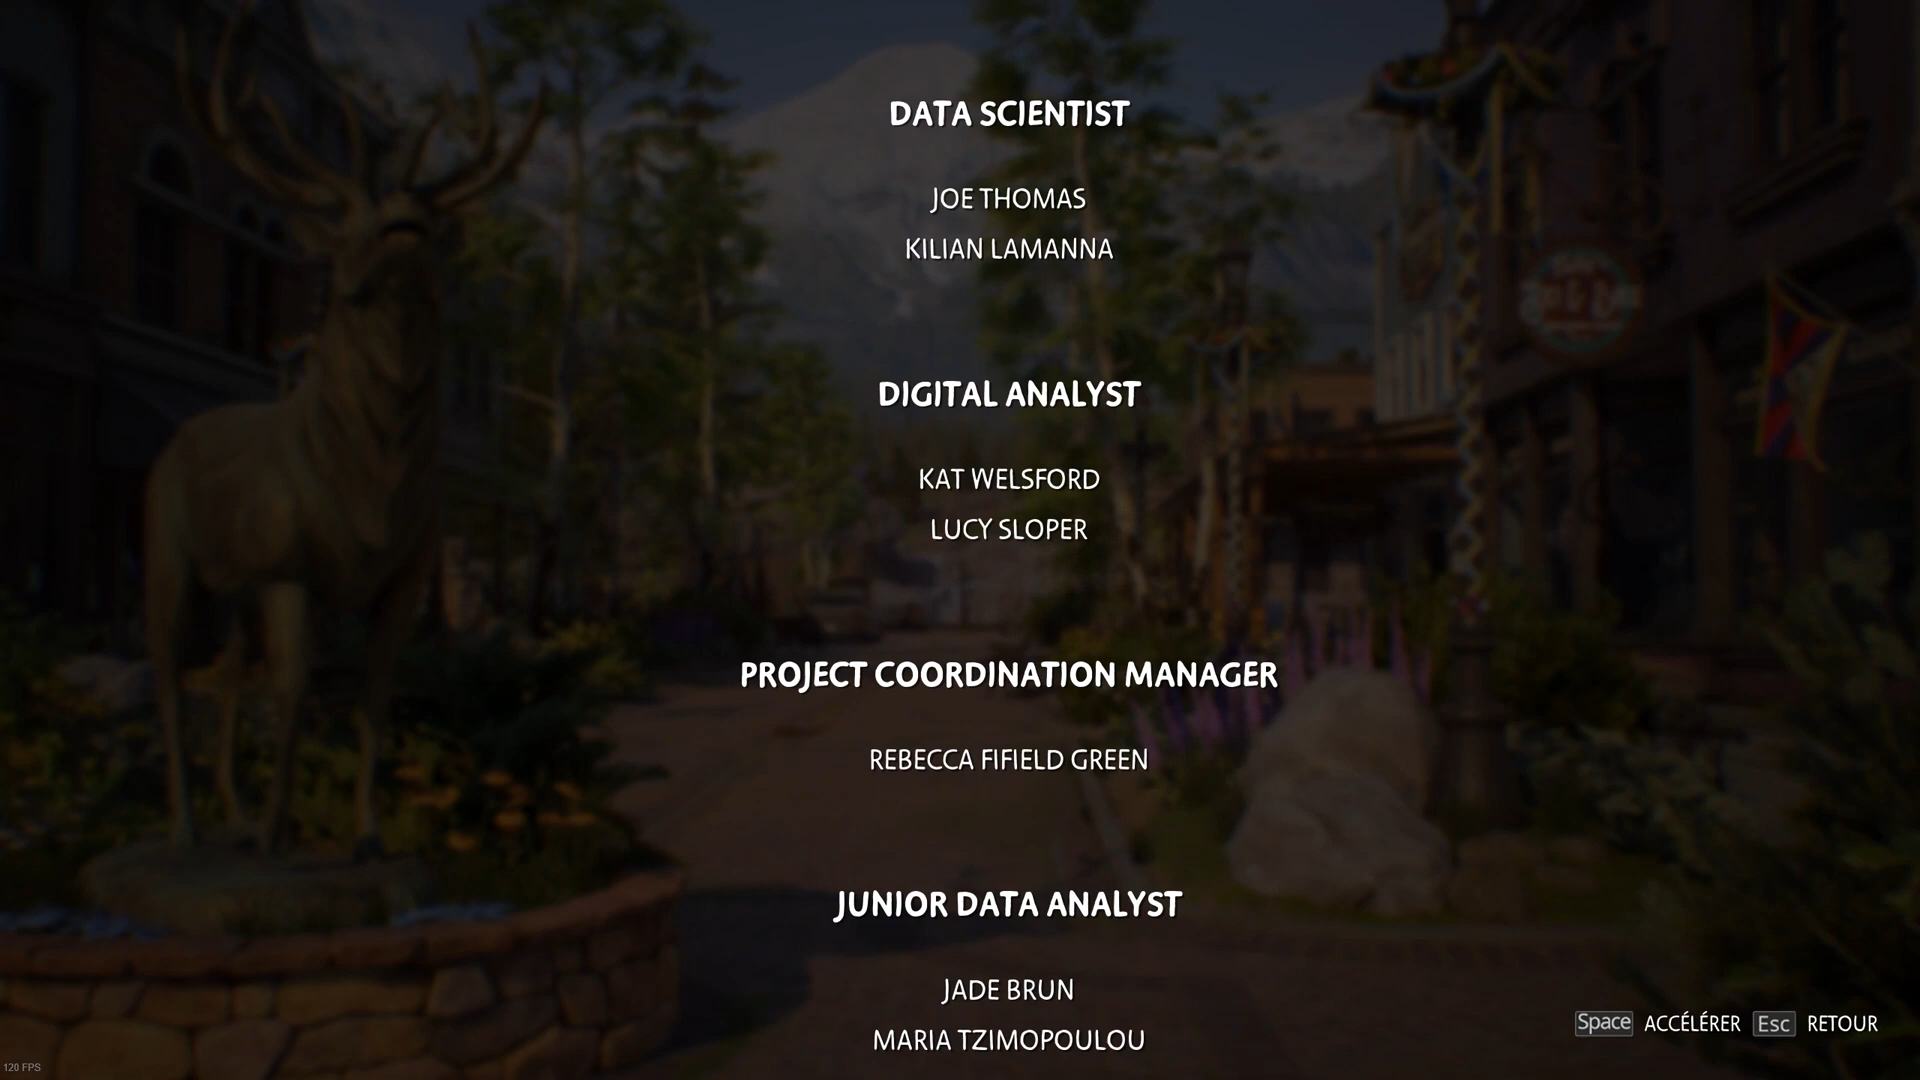 DATA SCIENTIST
JOE THOMAS
KILIAN LAMANNA
DIGITAL ANALYST
KAT WELSFORD
LUCY SLOPER
PROJECT COORDINATION MANAGER
REBECCA FIFIELD GREEN
JUNIOR DATA ANALYST
JADE BRUN
MARIA TZIMOPOULOU
Space ACCÉLÉRER Esc RETOUR
120 FPS